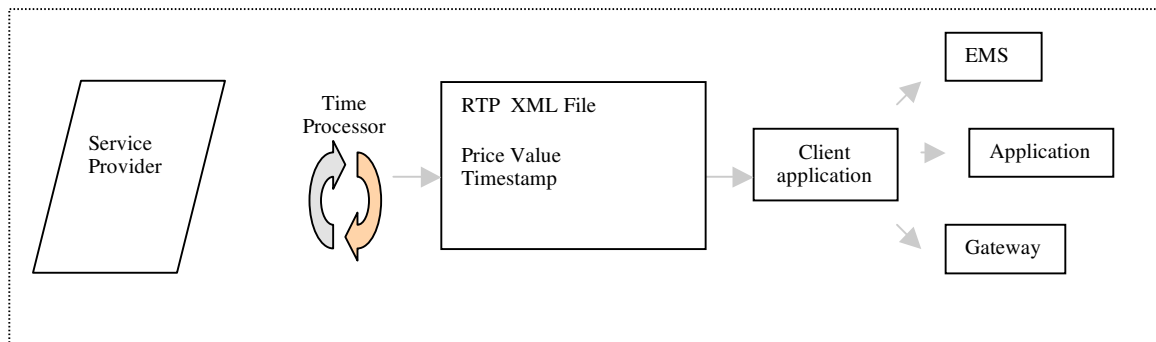 Service
Provider
Time
Processor
RTP XML File
Price Value
Timestamp
Client
application
EMS
Application
Gateway